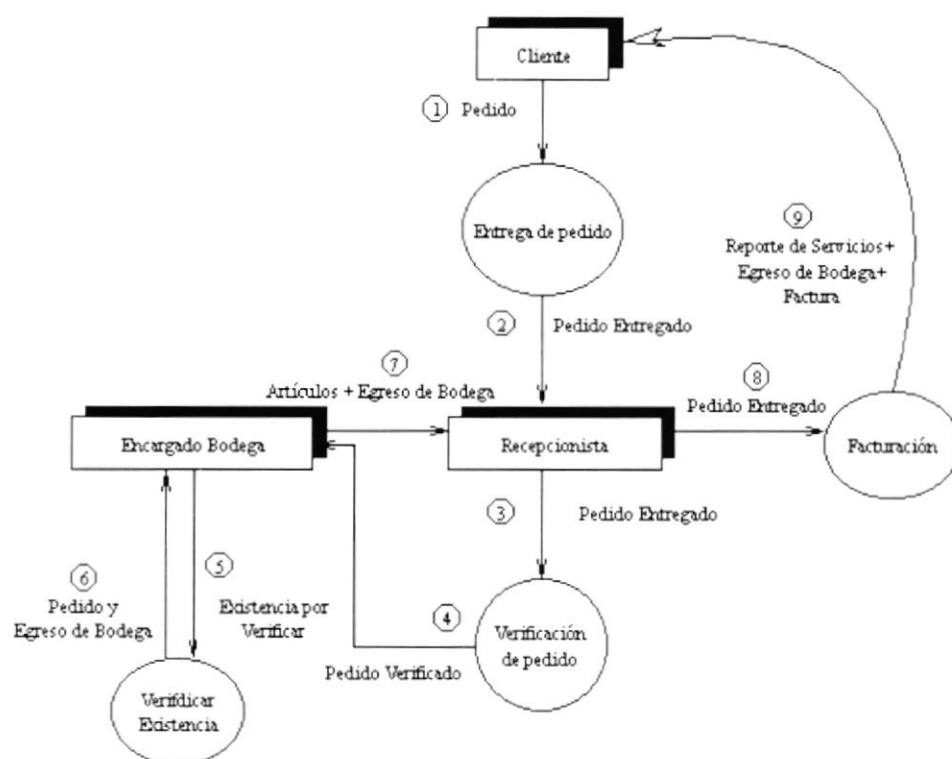 Cliente
1 Pedido
Entrega de pedido
9
Reporte de Servicios+
Egreso de Bodega+
Factura
2 Pedido Entregado
7
Artículos + Egreso de Bodega
8
Pedido Entregado
Encargado Bodega
Recepcionista
Facturación
3 Pedido Entregado
6
Pedido y
Egreso de Bodega
5
Existencia por
Verificar
4
Pedido Verificado
Verificación
de pedido
Verifdicar
Existencia